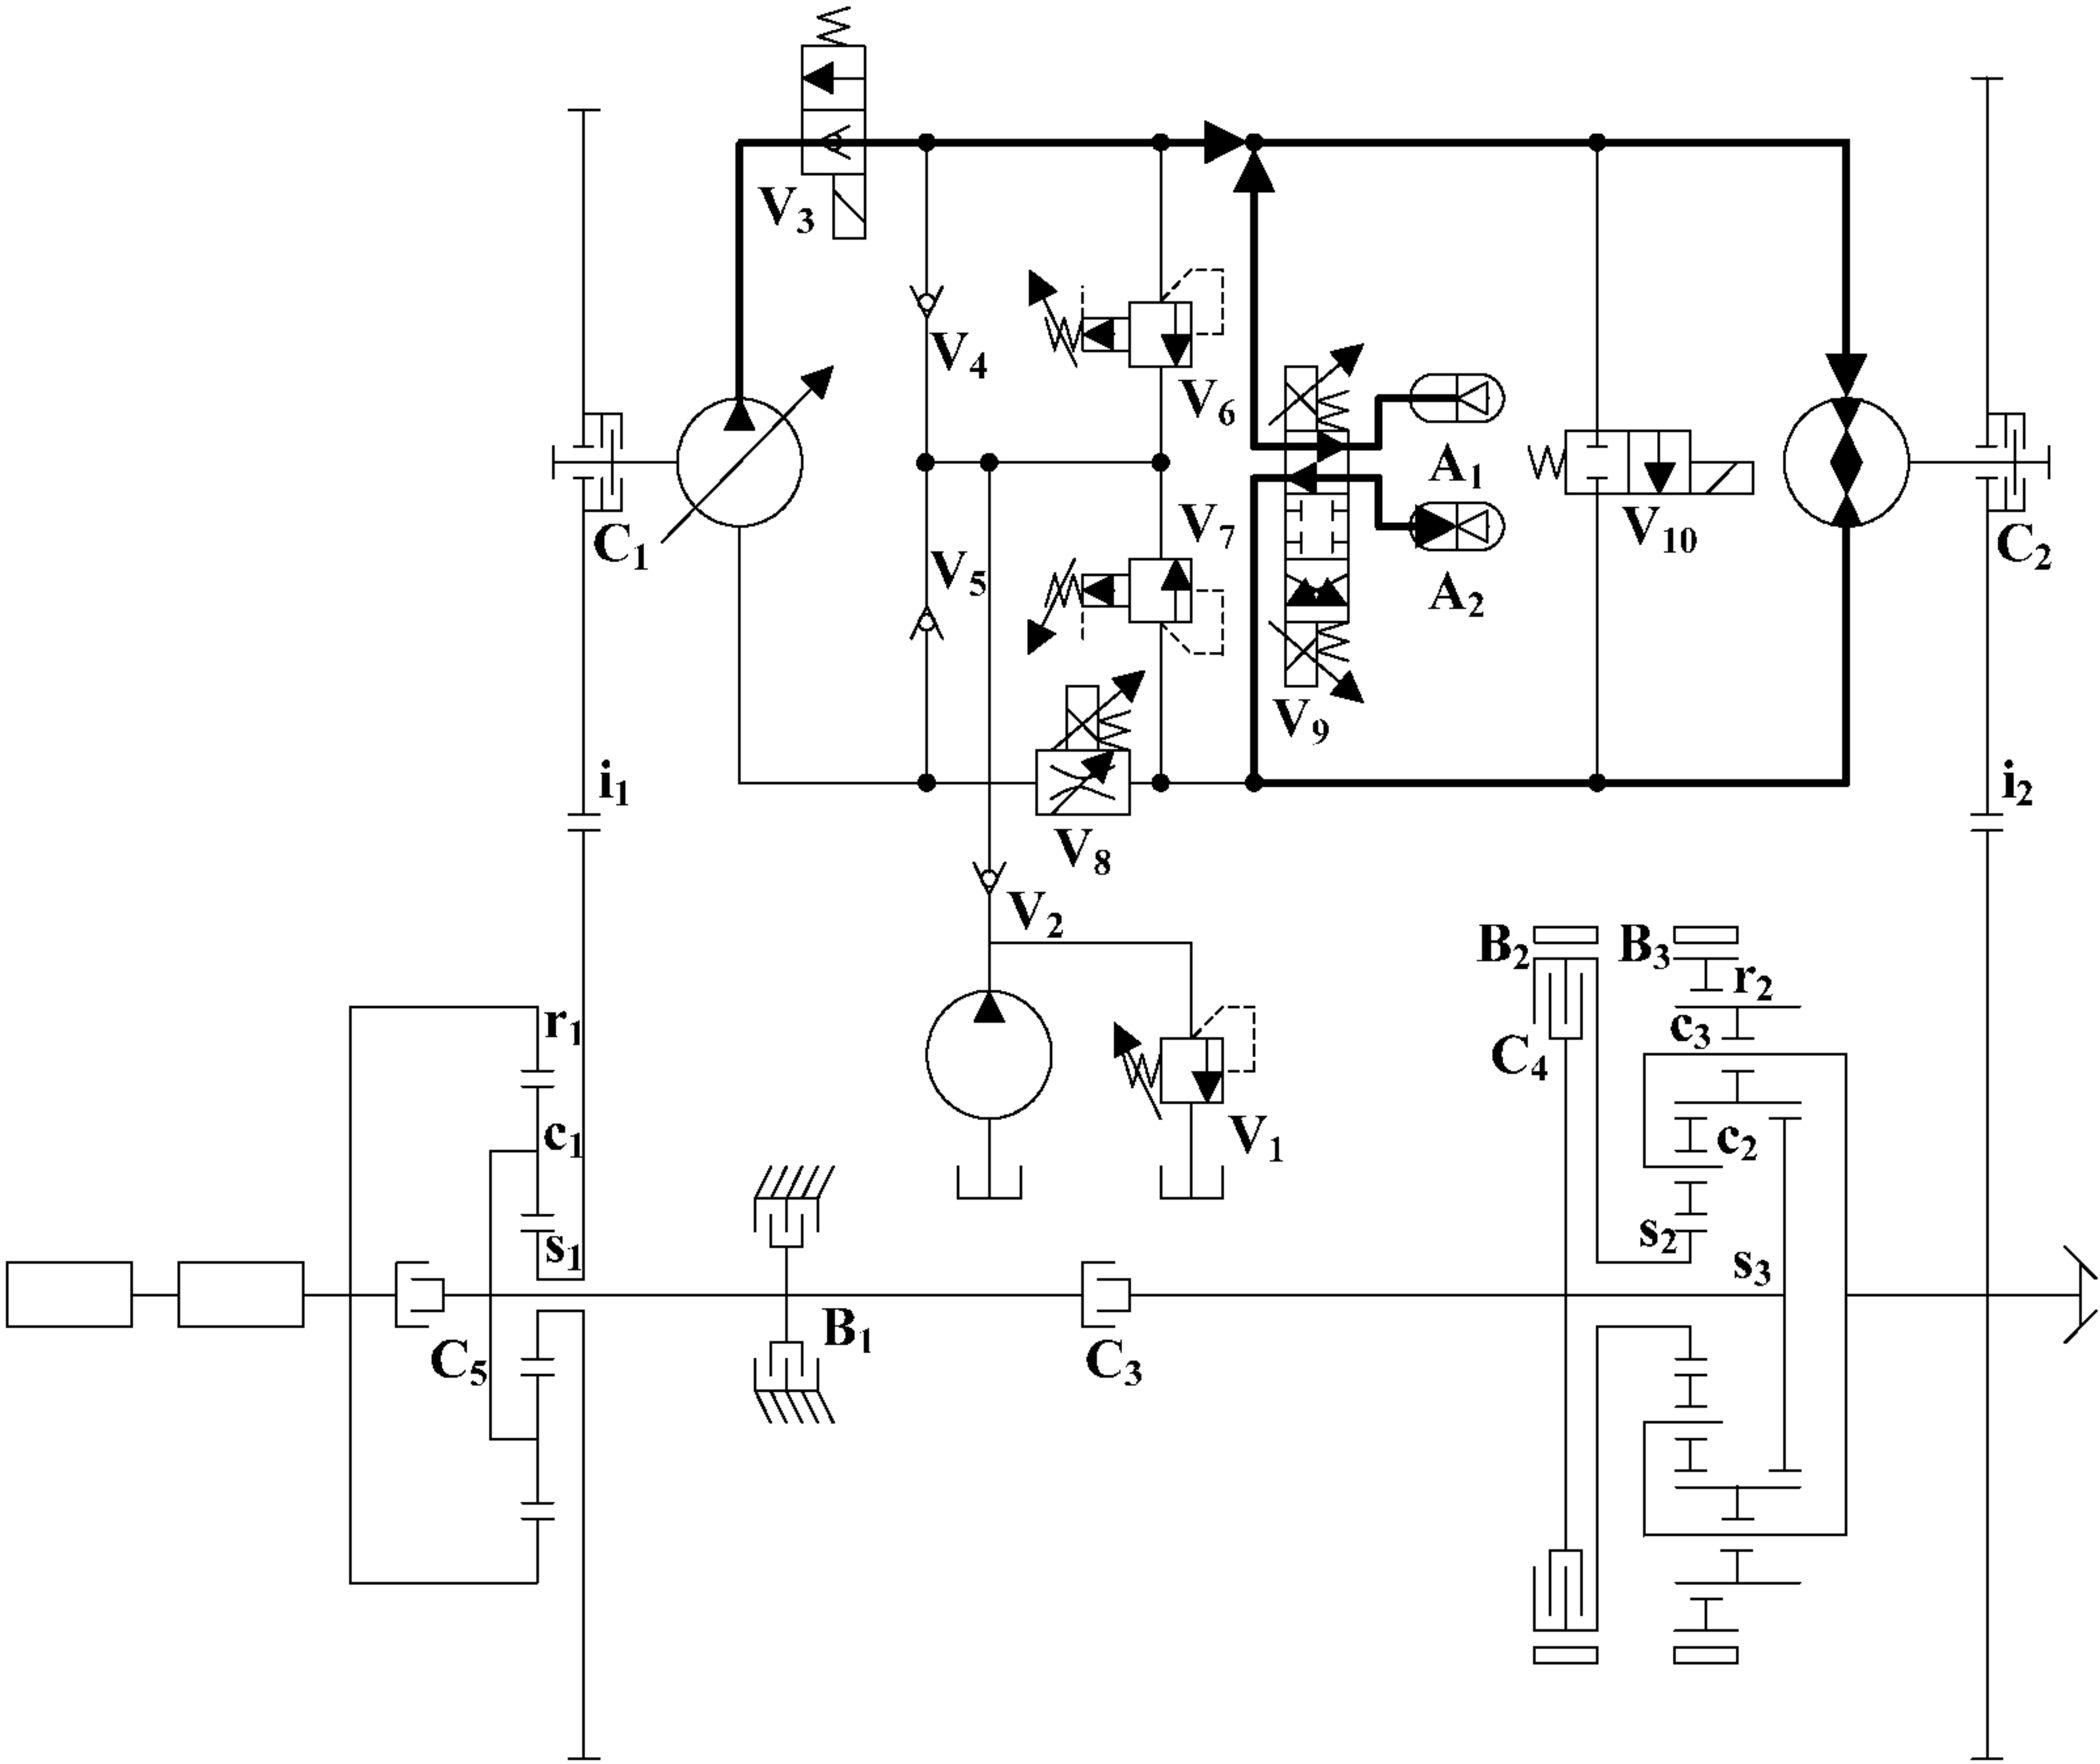 V₃
V₄
V₆
A₁
C₁
V₅
V₇
V₁₀
C₂
A₂
V₉
i₁
i₂
V₈
V₂
B₂
B₃
r₂
r₁
c₃
C₄
c₁
V₁
c₂
s₁
s₂
s₃
B₁
C₅
C₃